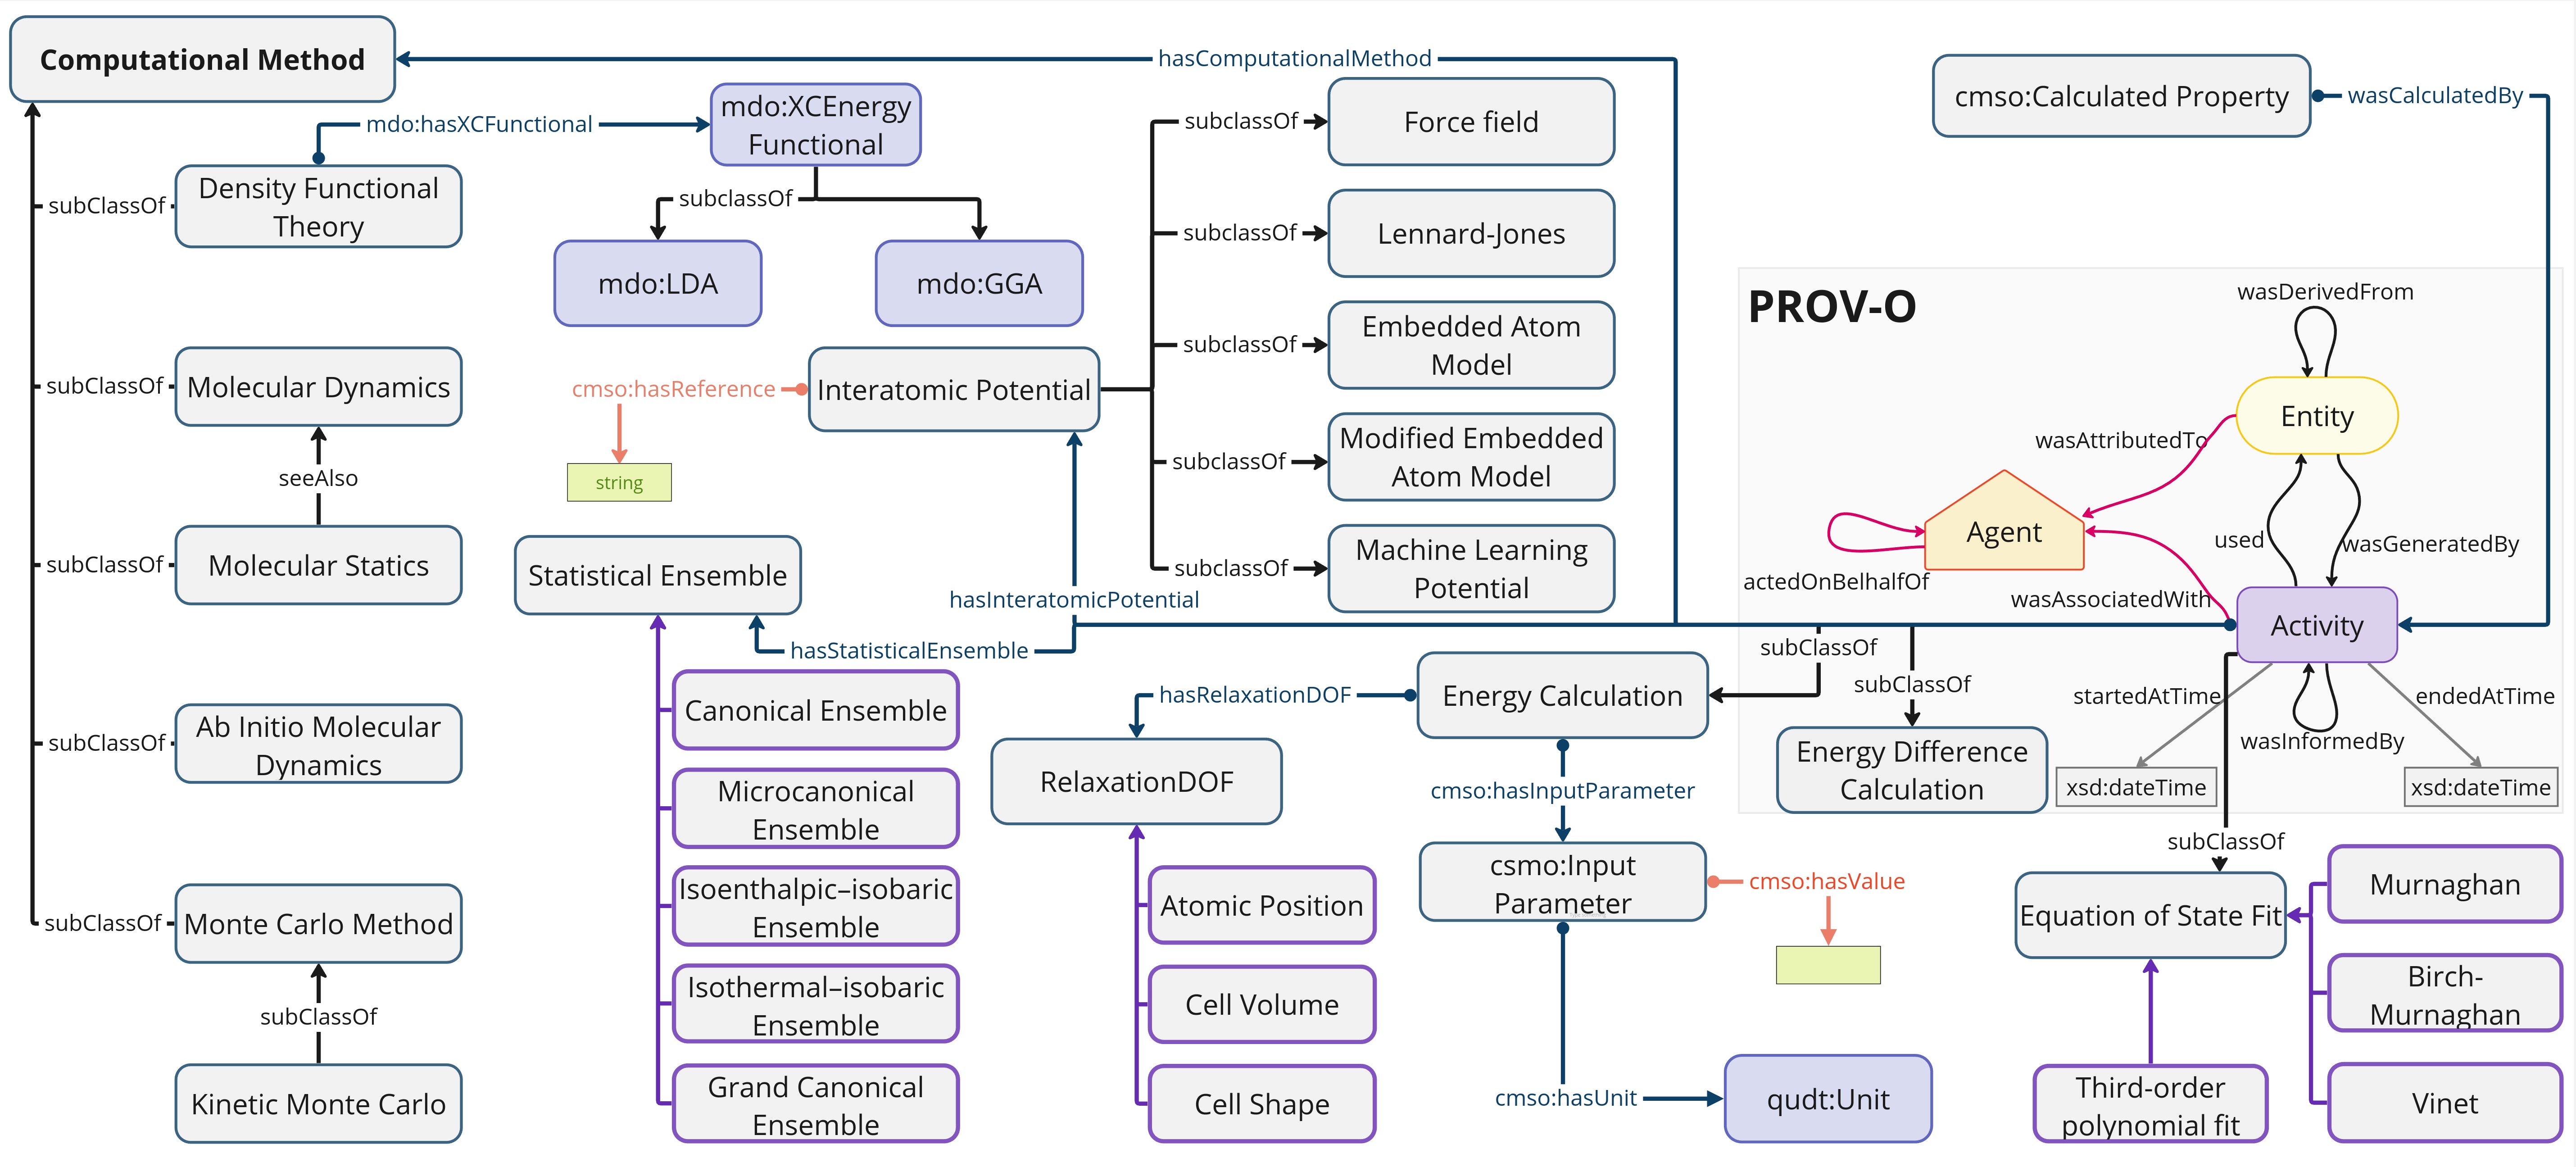 Computational Method
hasComputationalMethod
cmso:Calculated Property
wasCalculatedBy
mdo:hasXCFunctional
mdo:XCEnergy
Functional
subclassOf
Force field
subClassOf
Density Functional
Theory
subclassOf
mdo:LDA
mdo:GGA
subclassOf
Lennard-Jones
subclassOf
Embedded Atom
Model
subClassOf
Molecular Dynamics
cmso:hasReference
Interatomic Potential
string
subclassOf
Modified Embedded
Atom Model
seeAlso
subClassOf
Molecular Statics
Statistical Ensemble
subclassOf
Machine Learning
Potential
hasInteratomicPotential
hasStatisticalEnsemble
PROV-O
wasDerivedFrom
Entity
wasAttributedTo
Agent
used
wasGeneratedBy
actedOnBelhalfOf
wasAssociatedWith
Activity
subClassOf
subClassOf
startedAtTime
endedAtTime
wasInformedBy
xsd:dateTime
xsd:dateTime
Energy Difference
Calculation
subClassOf
Ab Initio Molecular
Dynamics
subClassOf
Monte Carlo Method
subClassOf
Kinetic Monte Carlo
Canonical Ensemble
Microcanonical
Ensemble
Isoenthalpic–isobaric
Ensemble
Isothermal–isobaric
Ensemble
Grand Canonical
Ensemble
hasRelaxationDOF
Energy Calculation
RelaxationDOF
Atomic Position
Cell Volume
Cell Shape
cmso:hasInputParameter
csmo:Input
Parameter
cmso:hasValue
cmso:hasUnit
qudt:Unit
subClassOf
Equation of State Fit
Murnaghan
Birch-
Murnaghan
Vinet
Third-order
polynomial fit